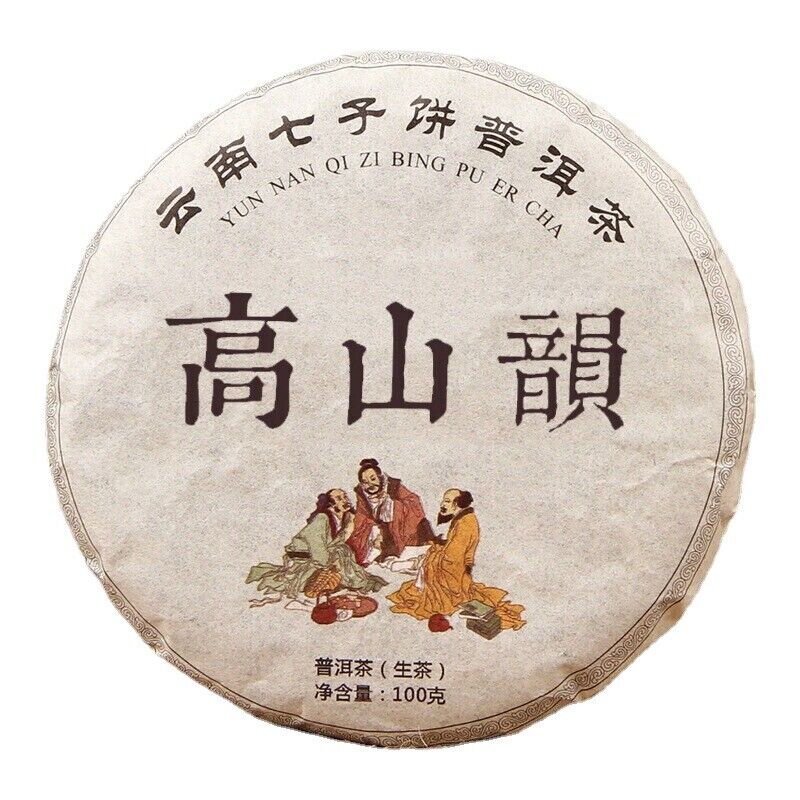 云南七子饼普洱茶
YUN NAN QI ZI BING PU ER CHA
高山韻
普洱茶（生茶）
净含量：100克